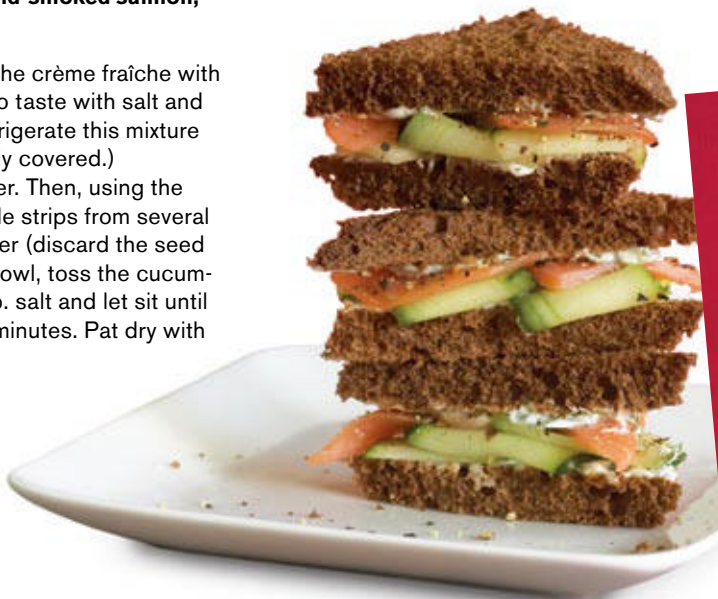 d-smoked salmon,
he crème fraîche with
o taste with salt and
rigerate this mixture
y covered.)
er. Then, using the
le strips from several
er (discard the seed
owl, toss the cucum-
p. salt and let sit until
minutes. Pat dry with